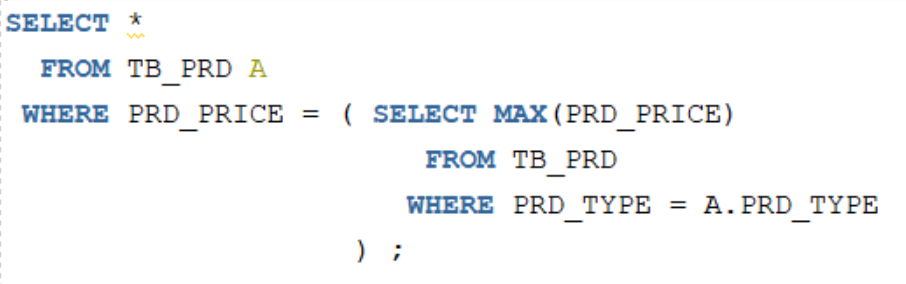 SELECT *
FROM TB_PRD A
WHERE PRD_PRICE = ( SELECT MAX(PRD_PRICE)
FROM TB_PRD
WHERE PRD_TYPE = A.PRD_TYPE
) ;